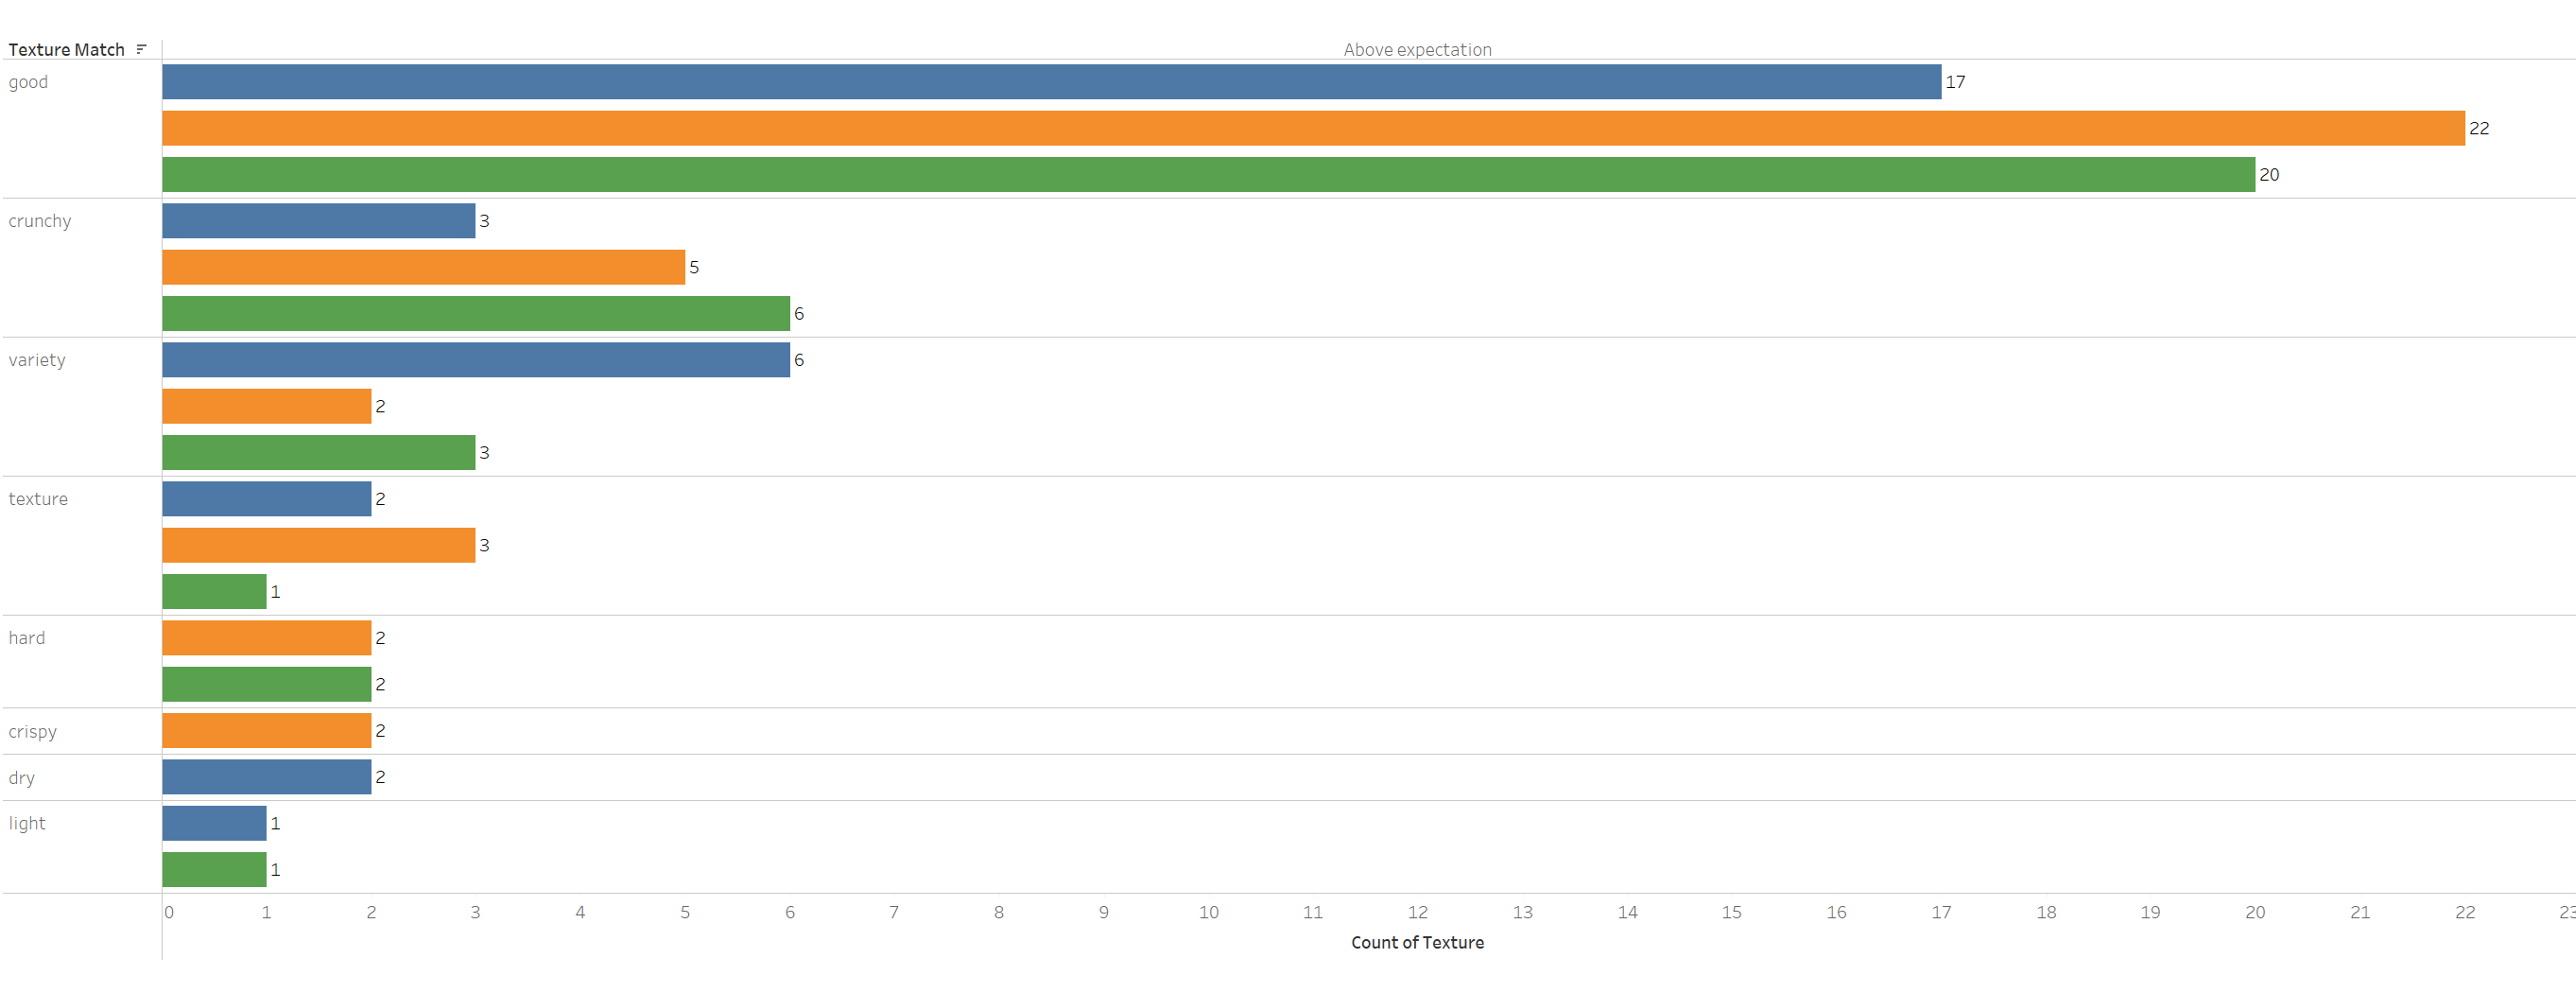 Texture Match
Above expectation
good
17
22
20
crunchy
3
5
6
variety
6
2
3
texture
2
3
1
hard
2
2
crispy
2
dry
2
light
1
1
0 1 2 3 4 5 6 7 8 9 10 11 12 13 14 15 16 17 18 19 20 21 22 23
Count of Texture